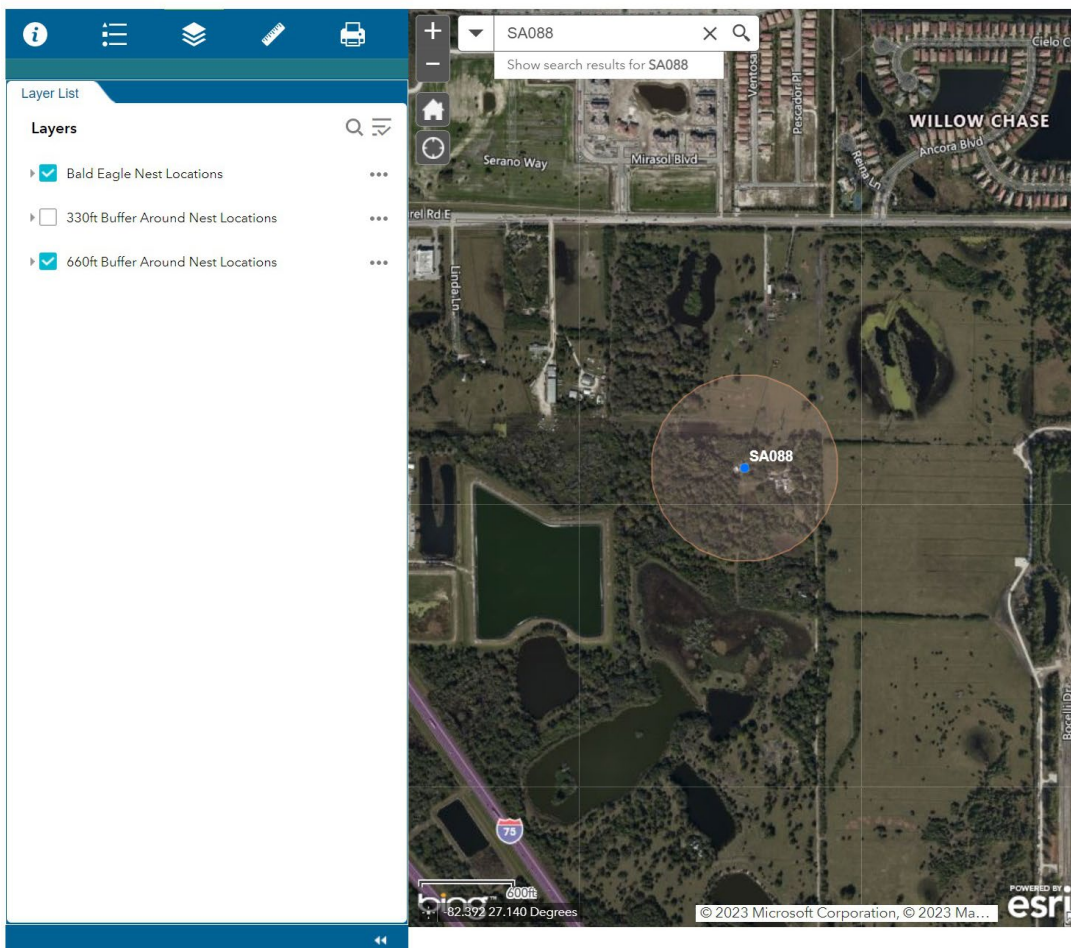 Layer List
Layers
Bald Eagle Nest Locations
330ft Buffer Around Nest Locations
660ft Buffer Around Nest Locations
SA088
Show search results for SA088
Ventosa
Pescador Pl
Cielo C
WILLOW CHASE
Ancora Blvd
Reina Ln
Serano Way
Mirasol Blvd
rel Rd E
Linda Ln
SA088
Bocelli Dr
75
600ft
bing
-82.392 27.140 Degrees
© 2023 Microsoft Corporation, © 2023 Ma...
POWERED BY
esri